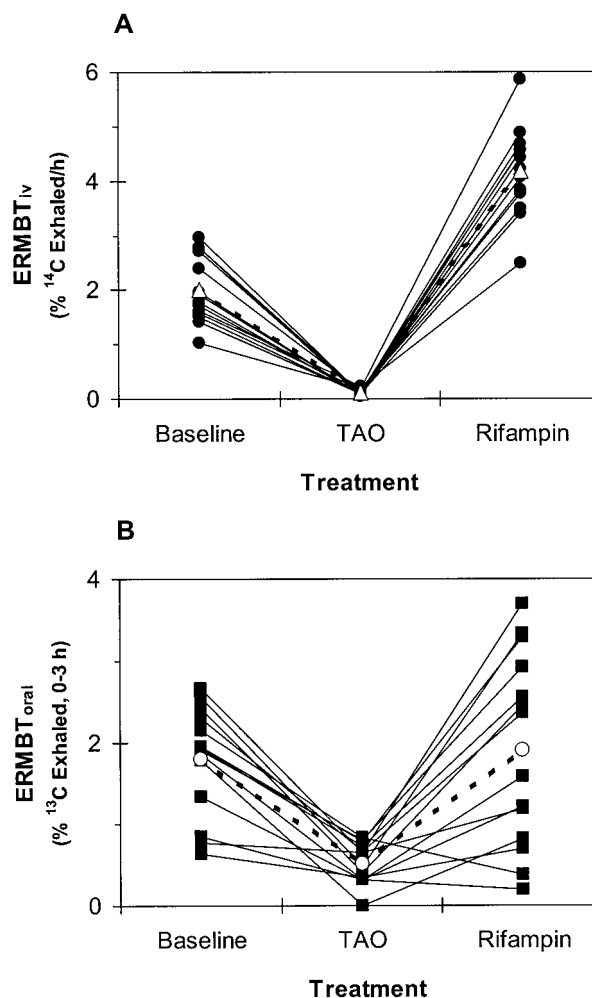 A
ERMBTiv
(% 14C Exhaled/h)
6
4
2
0
Baseline TAO Rifampin
Treatment
B
ERMBToral
(% 13C Exhaled, 0-3 h)
4
2
0
Baseline TAO Rifampin
Treatment